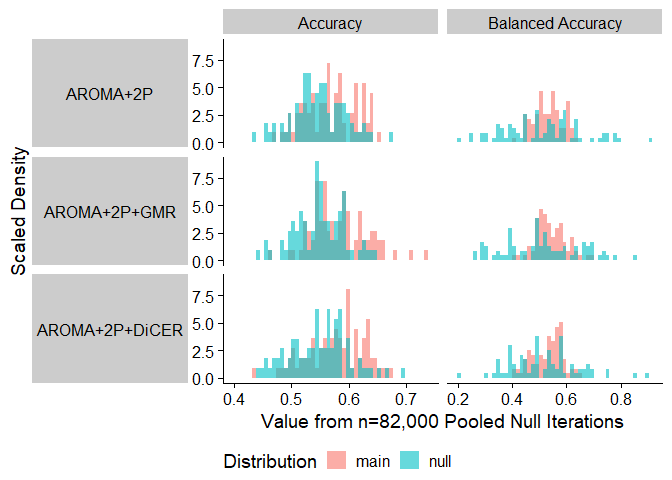 Accuracy
Balanced Accuracy
Scaled Density
AROMA+2P
7.5
5.0
2.5
0.0
AROMA+2P+GMR
7.5
5.0
2.5
0.0
AROMA+2P+DiCER
7.5
5.0
2.5
0.0
0.4 0.5 0.6 0.7
0.2 0.4 0.6 0.8
Value from n=82,000 Pooled Null Iterations
Distribution main null